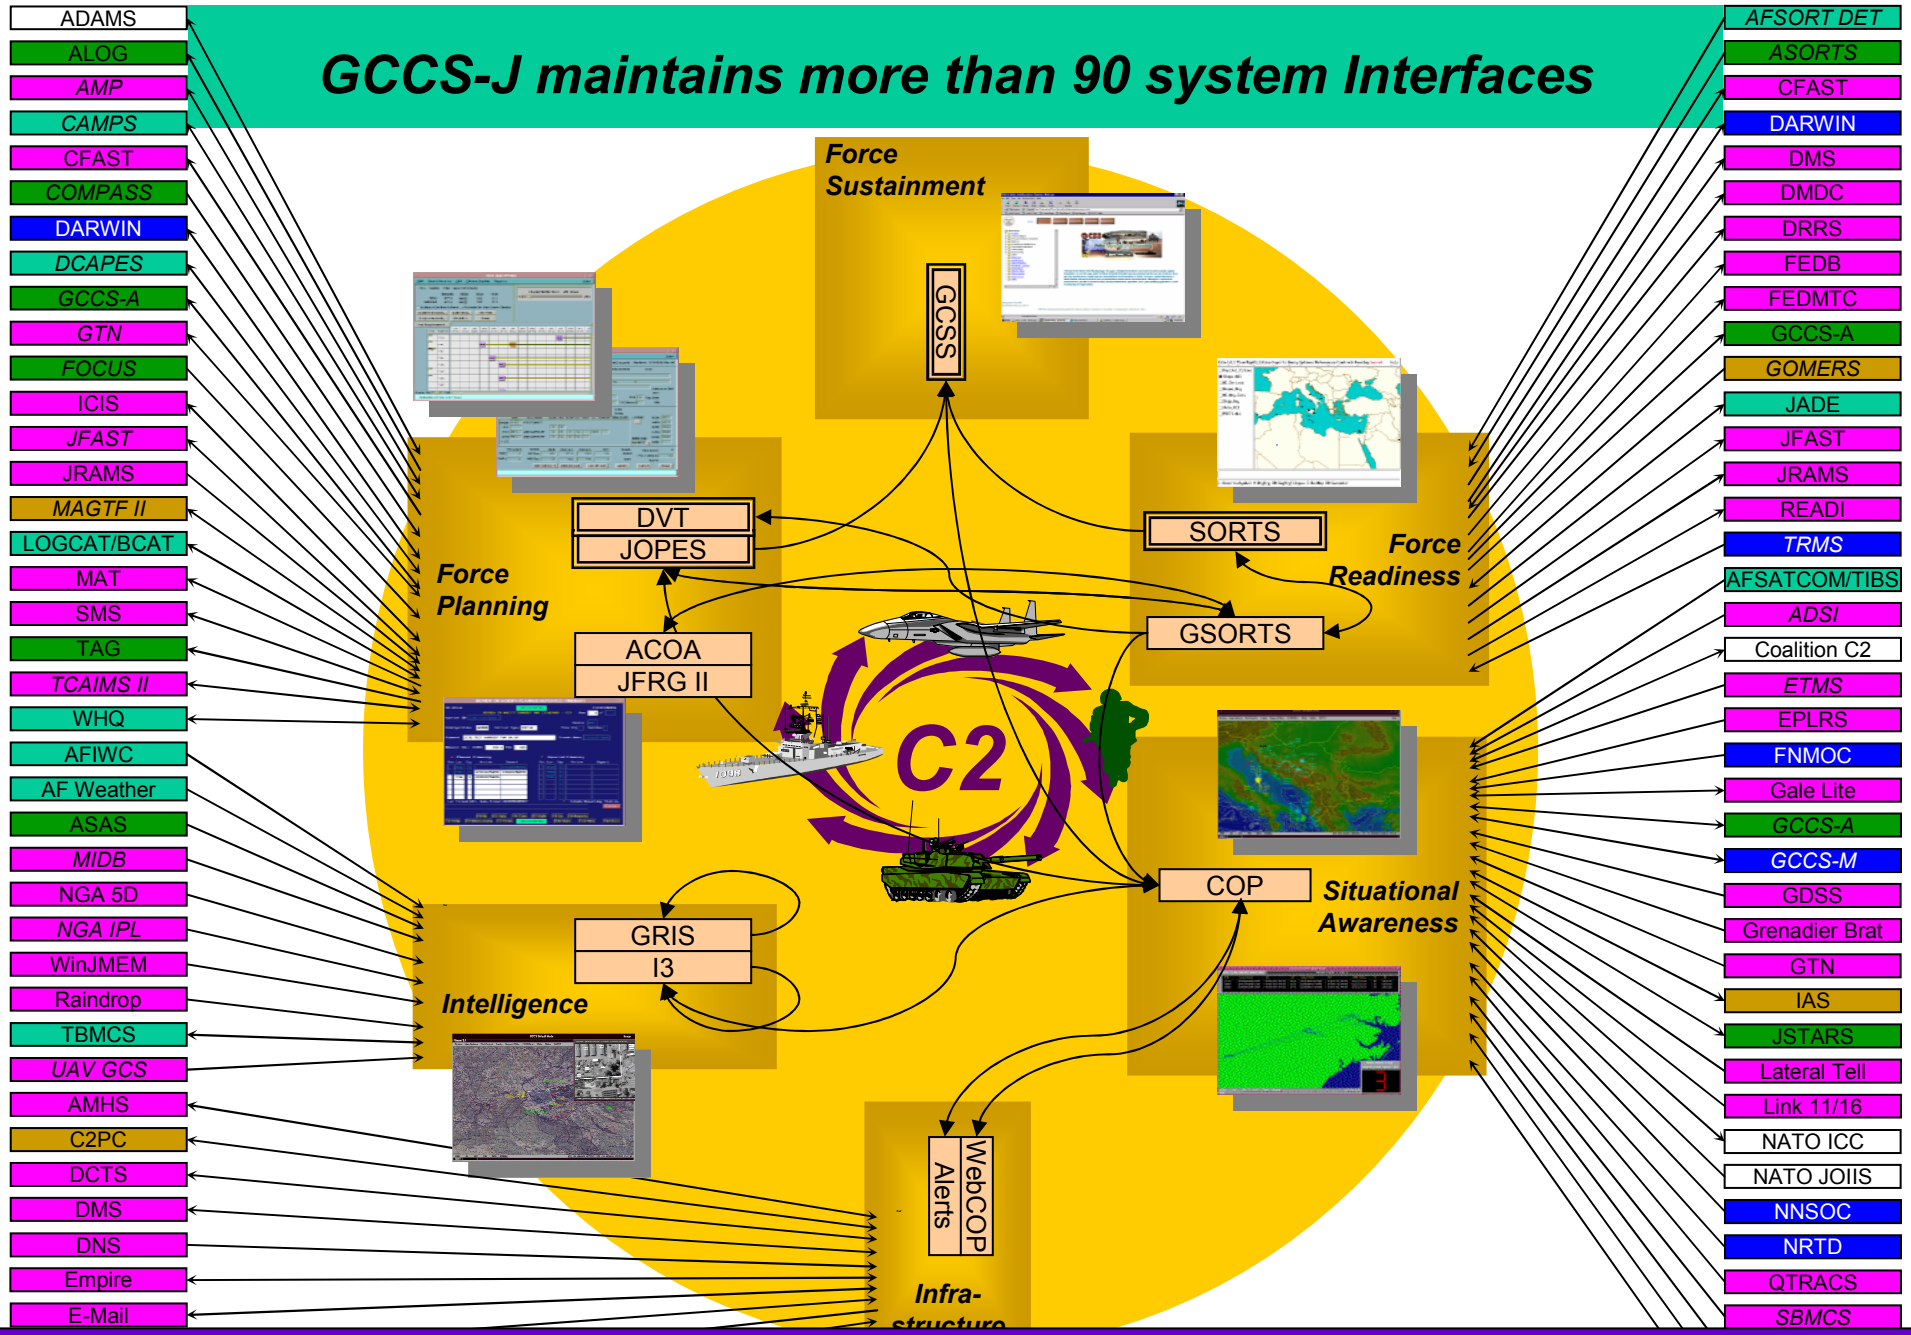 GCCS-J maintains more than 90 system Interfaces
ADAMS
ALOG
AMP
CAMPS
CFAST
COMPASS
DARWIN
DCAPES
GCCS-A
GTN
FOCUS
ICIS
JFAST
JRAMS
MAGTF II
LOGCAT/BCAT
MAT
SMS
TAG
TCAIMS II
WHQ
AFIWC
AF Weather
ASAS
MIDB
NGA 5D
NGA IPL
WinJMEM
Raindrop
TBMCS
UAV GCS
AMHS
C2PC
DCTS
DMS
DNS
Empire
E-Mail
Force
Sustainment
GCSS
Force
Planning
DVT
JOPES
ACOA
JFRG II
SORTS
GSORTS
Force
Readiness
C2
GRIS
I3
Intelligence
COP
Situational
Awareness
3
WebCOP
Alerts
Infra-
structure
AFSORT DET
ASORTS
CFAST
DARWIN
DMS
DMDC
DRRS
FEDB
FEDMTC
GCCS-A
GOMERS
JADE
JFAST
JRAMS
READI
TRMS
AFSATCOM/TIBS
ADSI
Coalition C2
ETMS
EPLRS
FNMOC
Gale Lite
GCCS-A
GCCS-M
GDSS
Grenadier Brat
GTN
IAS
JSTARS
Lateral Tell
Link 11/16
NATO ICC
NATO JOIIS
NNSOC
NRTD
QTRACS
SBMCS